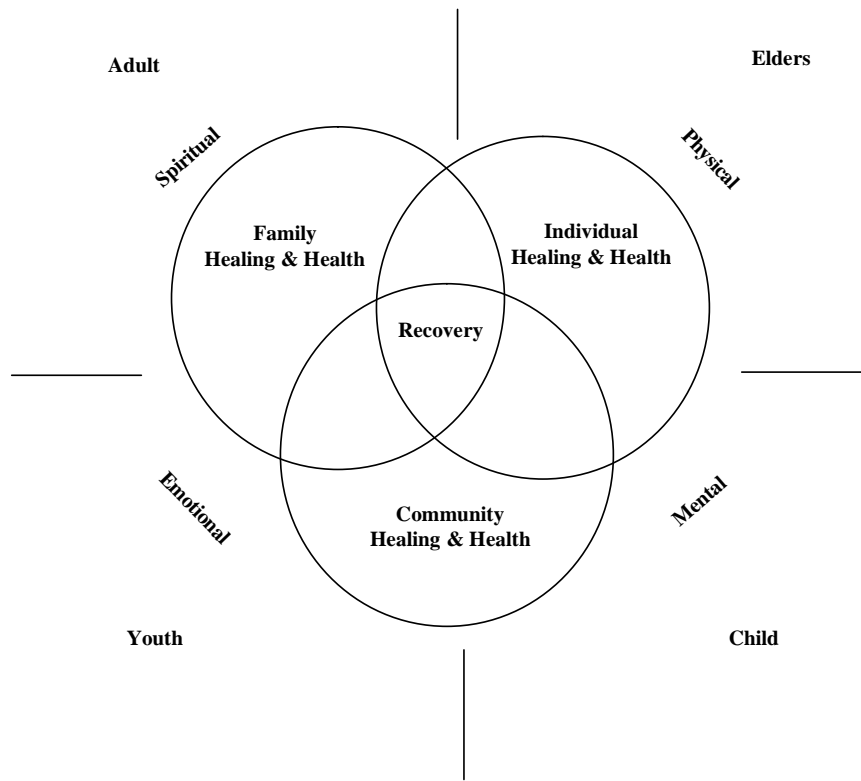 Adult
Elders
Spiritual
Physical
Family
Healing & Health
Individual
Healing & Health
Recovery
Emotional
Mental
Community
Healing & Health
Youth
Child